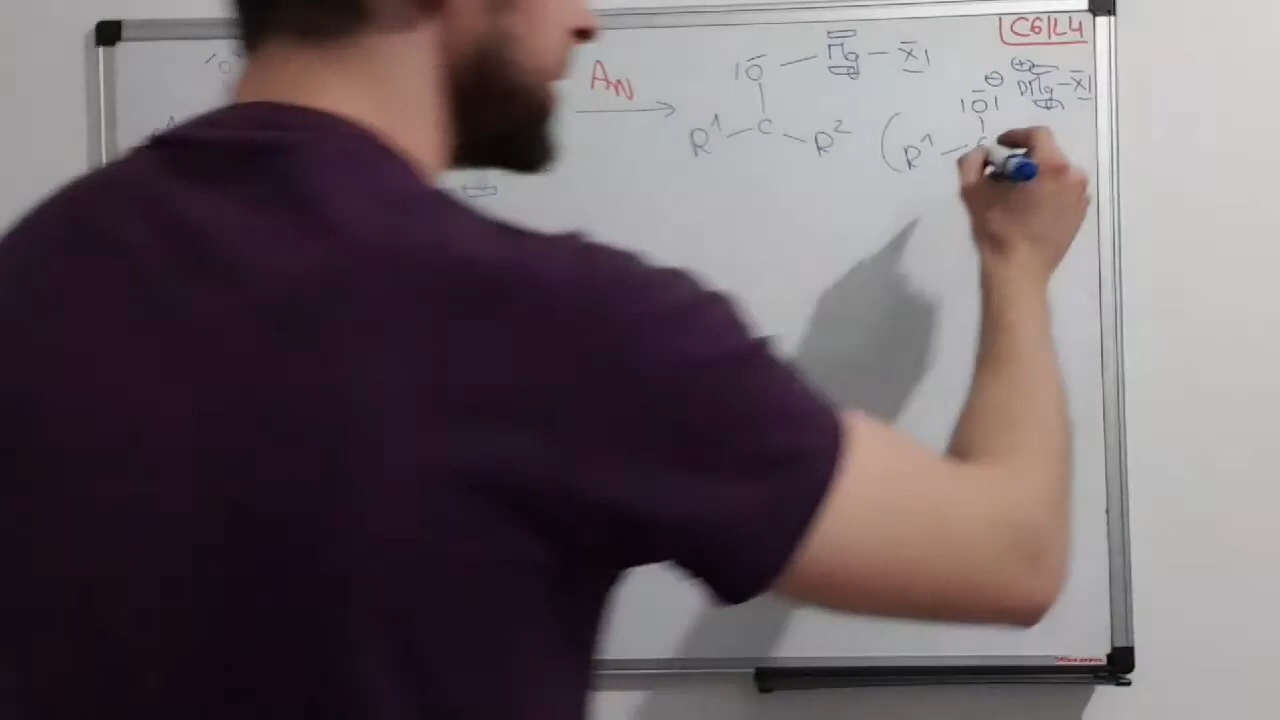 C6/L4
AN
|O — Mg — X|
⊖ ⊕ Mg — X|
|O|
R¹ — C — R² (R¹ — C